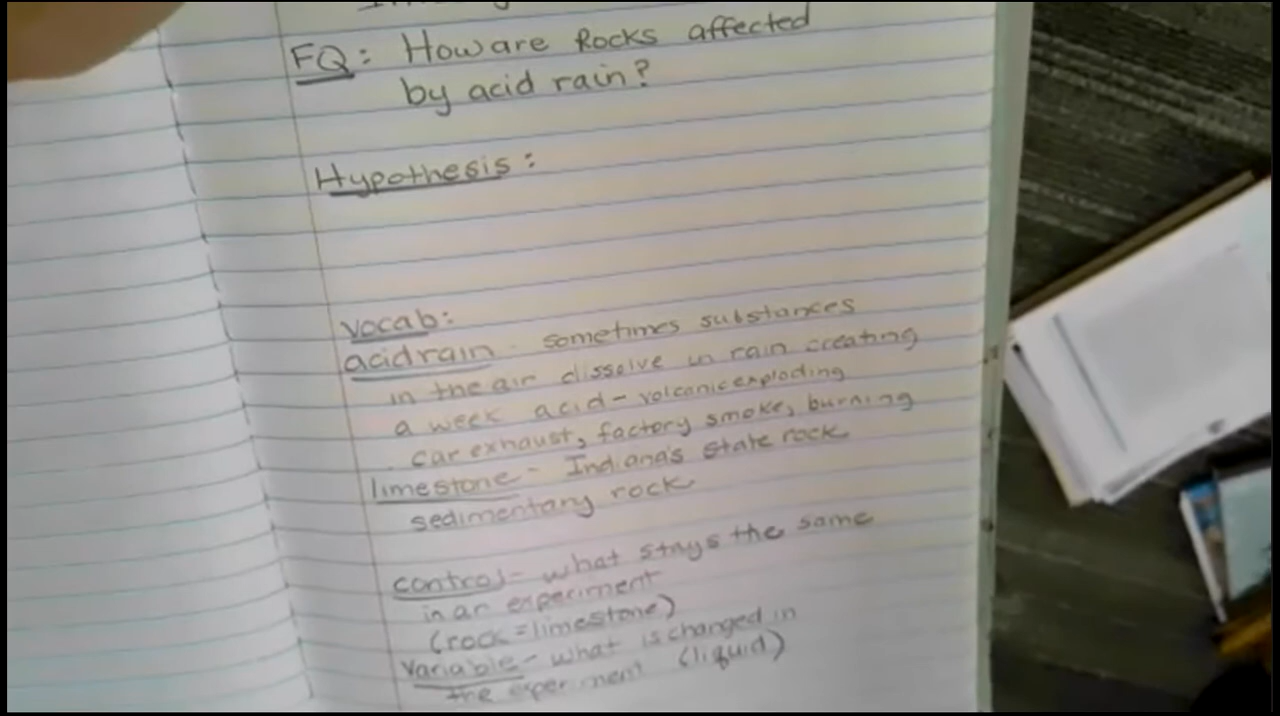 FQ: How are Rocks affected
by acid rain?
Hypothesis:
vocab:
acid rain - sometimes substances
in the air dissolve in rain creating
a week acid - volcanic exploding
car exhaust, factory smoke, burning
limestone - Indiana's state rock
sedimentary rock
control - what stays the same
in an experiment
(rock = limestone)
Variable - what is changed in
the experiment (liquid)